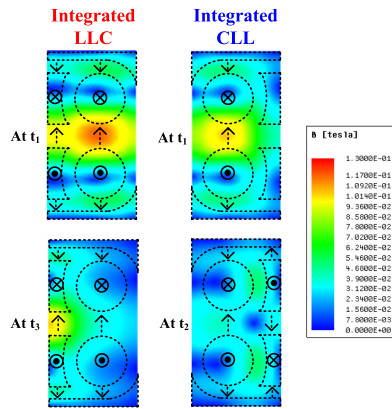 Integrated
LLC
Integrated
CLL
At t1
At t1
At t3
At t2
B [tesla]
1.3000E-01
1.1700E-01
1.0920E-01
1.0140E-01
9.3600E-02
8.5800E-02
7.8000E-02
7.0200E-02
6.2400E-02
5.4600E-02
4.6800E-02
3.9000E-02
3.1200E-02
2.3400E-02
1.5600E-02
7.8000E-03
0.0000E+00